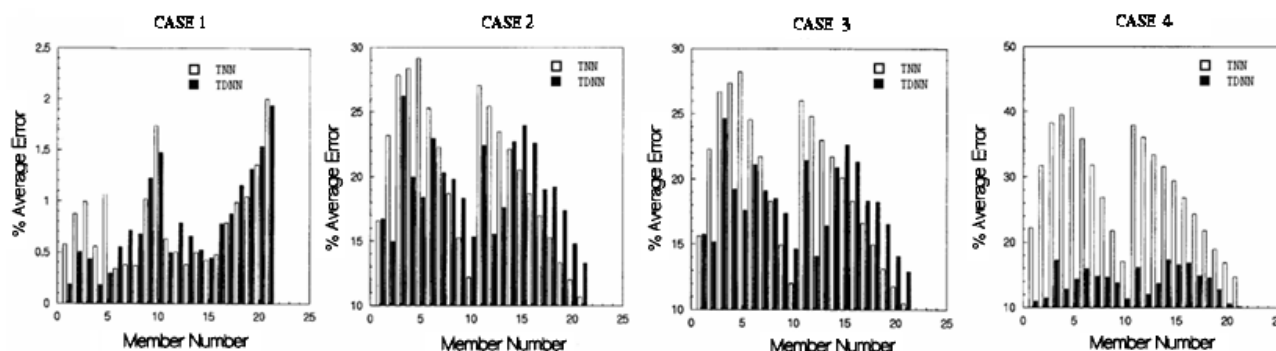 CASE 1
2.5
2
1.5
1
0.5
0
% Average Error
TNN
TDNN
0 5 10 15 20 25
Member Number
CASE 2
30
25
20
15
10
% Average Error
TNN
TDNN
0 5 10 15 20 25
Member Number
CASE 3
30
25
20
15
10
% Average Error
TNN
TDNN
0 5 10 15 20 25
Member Number
CASE 4
50
40
30
20
10
% Average Error
TNN
TDNN
0 5 10 15 20
Member Number